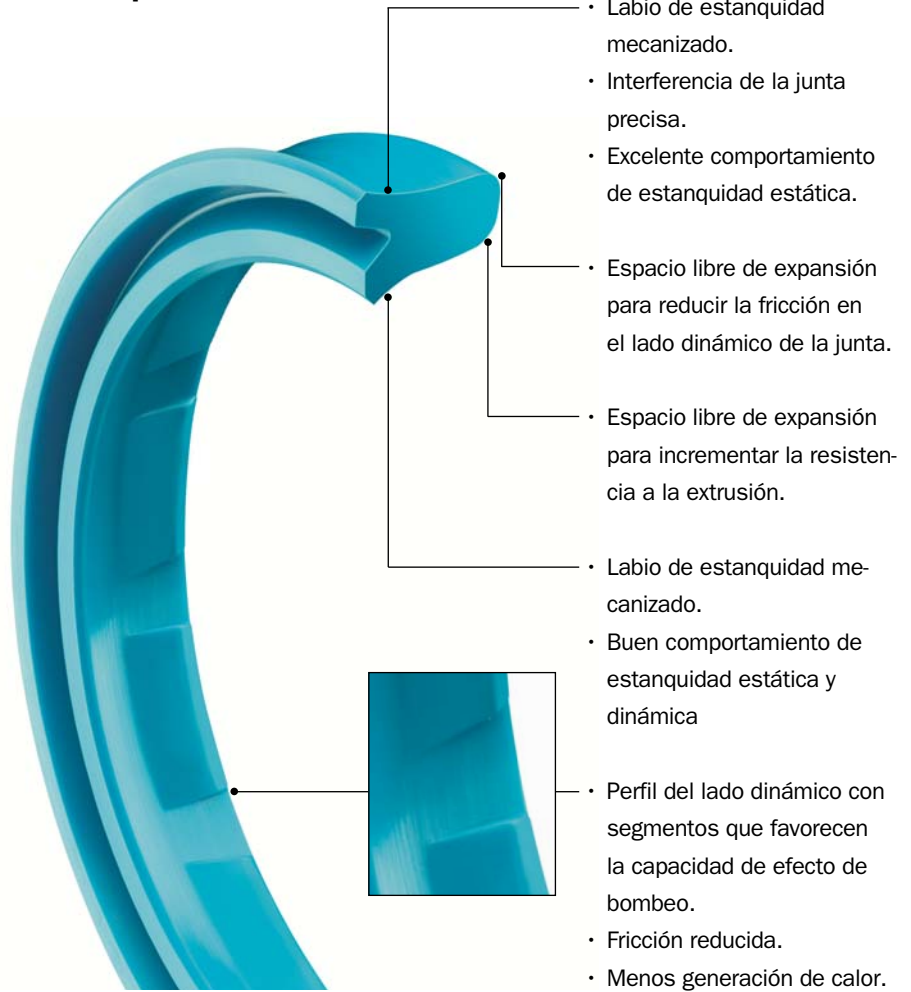 · Labio de estanquidad
mecanizado.
· Interferencia de la junta
precisa.
· Excelente comportamiento
de estanquidad estática.
· Espacio libre de expansión
para reducir la fricción en
el lado dinámico de la junta.
· Espacio libre de expansión
para incrementar la resisten-
cia a la extrusión.
· Labio de estanquidad me-
canizado.
· Buen comportamiento de
estanquidad estática y
dinámica
· Perfil del lado dinámico con
segmentos que favorecen
la capacidad de efecto de
bombeo.
· Fricción reducida.
· Menos generación de calor.